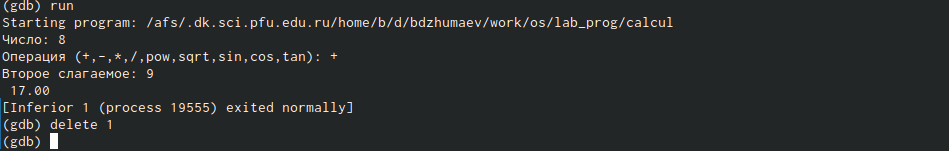 (gdb) run
Starting program: /afs/.dk.sci.pfu.edu.ru/home/b/d/bdzhumaev/work/os/lab_prog/calcul
Число: 8
Операция (+,-,*,/,pow,sqrt,sin,cos,tan): +
Второе слагаемое: 9
 17.00
[Inferior 1 (process 19555) exited normally]
(gdb) delete 1
(gdb)